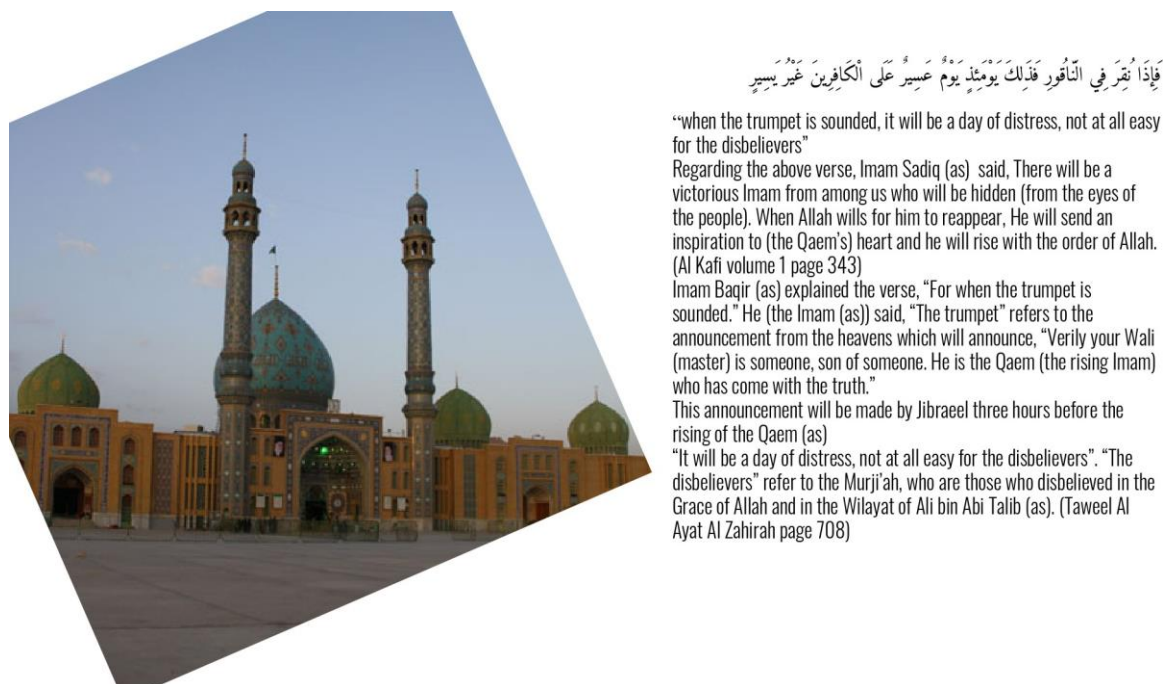 فَإِذَا نُقِرَ فِي النَّاقُورِ فَذَلِكَ يَوْمَئِذٍ يَوْمٌ عَسِيرٌ عَلَى الْكَافِرِينَ غَيْرُ يَسِيرٍ
“when the trumpet is sounded, it will be a day of distress, not at all easy
for the disbelievers”
Regarding the above verse, Imam Sadiq (as) said, There will be a
victorious Imam from among us who will be hidden (from the eyes of
the people). When Allah wills for him to reappear, He will send an
inspiration to (the Qaem’s) heart and he will rise with the order of Allah.
(Al Kafi volume 1 page 343)
Imam Baqir (as) explained the verse, “For when the trumpet is
sounded.” He (the Imam (as)) said, “The trumpet” refers to the
announcement from the heavens which will announce, “Verily your Wali
(master) is someone, son of someone. He is the Qaem (the rising Imam)
who has come with the truth.”
This announcement will be made by Jibraeel three hours before the
rising of the Qaem (as)
“It will be a day of distress, not at all easy for the disbelievers”. “The
disbelievers” refer to the Murji’ah, who are those who disbelieved in the
Grace of Allah and in the Wilayat of Ali bin Abi Talib (as). (Taweel Al
Ayat Al Zahirah page 708)